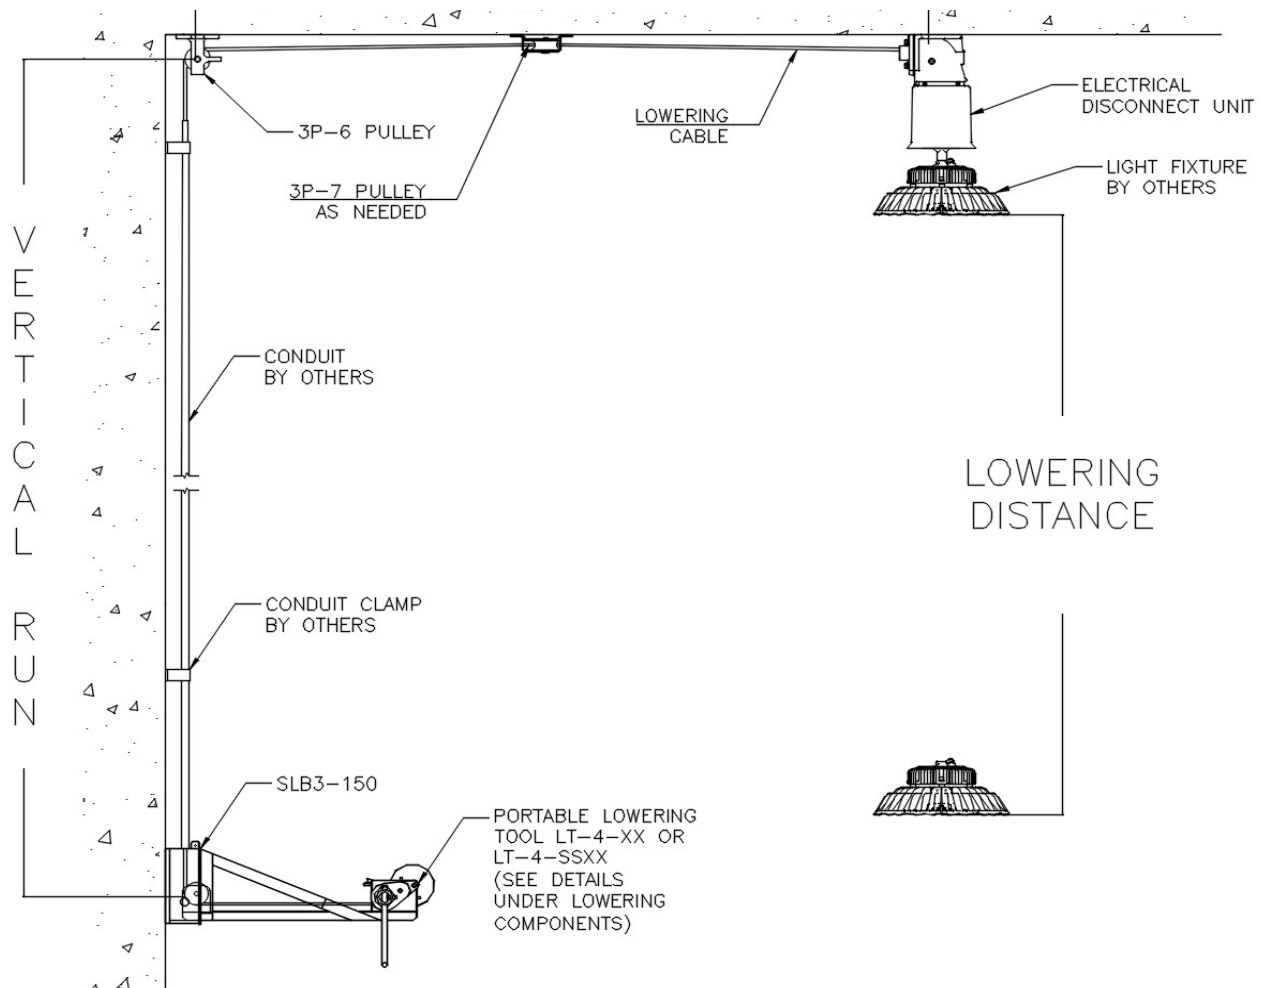 3P-6 PULLEY
3P-7 PULLEY
AS NEEDED
LOWERING
CABLE
ELECTRICAL
DISCONNECT UNIT
LIGHT FIXTURE
BY OTHERS
VERTICAL RUN
CONDUIT
BY OTHERS
LOWERING
DISTANCE
CONDUIT CLAMP
BY OTHERS
SLB3-150
PORTABLE LOWERING
TOOL LT-4-XX OR
LT-4-SSXX
(SEE DETAILS
UNDER LOWERING
COMPONENTS)